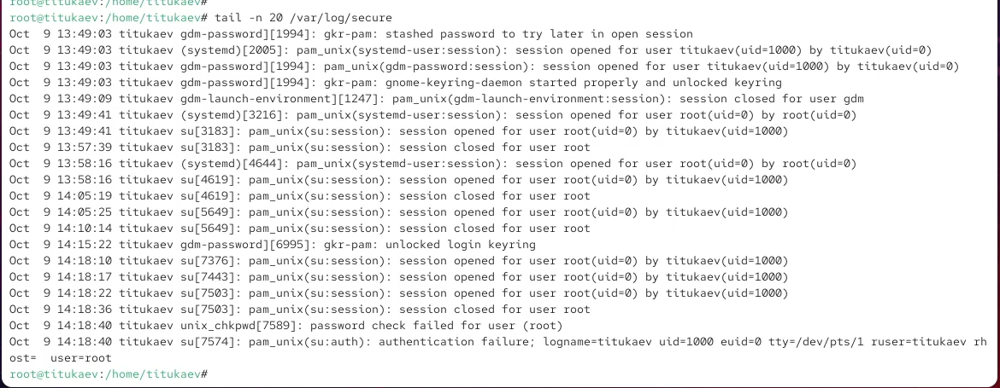 root@titukaev:/home/titukaev#
root@titukaev:/home/titukaev# tail -n 20 /var/log/secure
Oct  9 13:49:03 titukaev gdm-password][1994]: gkr-pam: stashed password to try later in open session
Oct  9 13:49:03 titukaev (systemd)[2005]: pam_unix(systemd-user:session): session opened for user titukaev(uid=1000) by titukaev(uid=0)
Oct  9 13:49:03 titukaev gdm-password][1994]: pam_unix(gdm-password:session): session opened for user titukaev(uid=1000) by titukaev(uid=0)
Oct  9 13:49:03 titukaev gdm-password][1994]: gkr-pam: gnome-keyring-daemon started properly and unlocked keyring
Oct  9 13:49:09 titukaev gdm-launch-environment][1247]: pam_unix(gdm-launch-environment:session): session closed for user gdm
Oct  9 13:49:41 titukaev (systemd)[3216]: pam_unix(systemd-user:session): session opened for user root(uid=0) by root(uid=0)
Oct  9 13:49:41 titukaev su[3183]: pam_unix(su:session): session opened for user root(uid=0) by titukaev(uid=1000)
Oct  9 13:57:39 titukaev su[3183]: pam_unix(su:session): session closed for user root
Oct  9 13:58:16 titukaev (systemd)[4644]: pam_unix(systemd-user:session): session opened for user root(uid=0) by root(uid=0)
Oct  9 13:58:16 titukaev su[4619]: pam_unix(su:session): session opened for user root(uid=0) by titukaev(uid=1000)
Oct  9 14:05:19 titukaev su[4619]: pam_unix(su:session): session closed for user root
Oct  9 14:05:25 titukaev su[5649]: pam_unix(su:session): session opened for user root(uid=0) by titukaev(uid=1000)
Oct  9 14:10:14 titukaev su[5649]: pam_unix(su:session): session closed for user root
Oct  9 14:15:22 titukaev gdm-password][6995]: gkr-pam: unlocked login keyring
Oct  9 14:18:10 titukaev su[7376]: pam_unix(su:session): session opened for user root(uid=0) by titukaev(uid=1000)
Oct  9 14:18:17 titukaev su[7443]: pam_unix(su:session): session opened for user root(uid=0) by titukaev(uid=1000)
Oct  9 14:18:22 titukaev su[7503]: pam_unix(su:session): session opened for user root(uid=0) by titukaev(uid=1000)
Oct  9 14:18:36 titukaev su[7503]: pam_unix(su:session): session closed for user root
Oct  9 14:18:40 titukaev unix_chkpwd[7589]: password check failed for user (root)
Oct  9 14:18:40 titukaev su[7574]: pam_unix(su:auth): authentication failure; logname=titukaev uid=1000 euid=0 tty=/dev/pts/1 ruser=titukaev rh
ost=  user=root
root@titukaev:/home/titukaev#